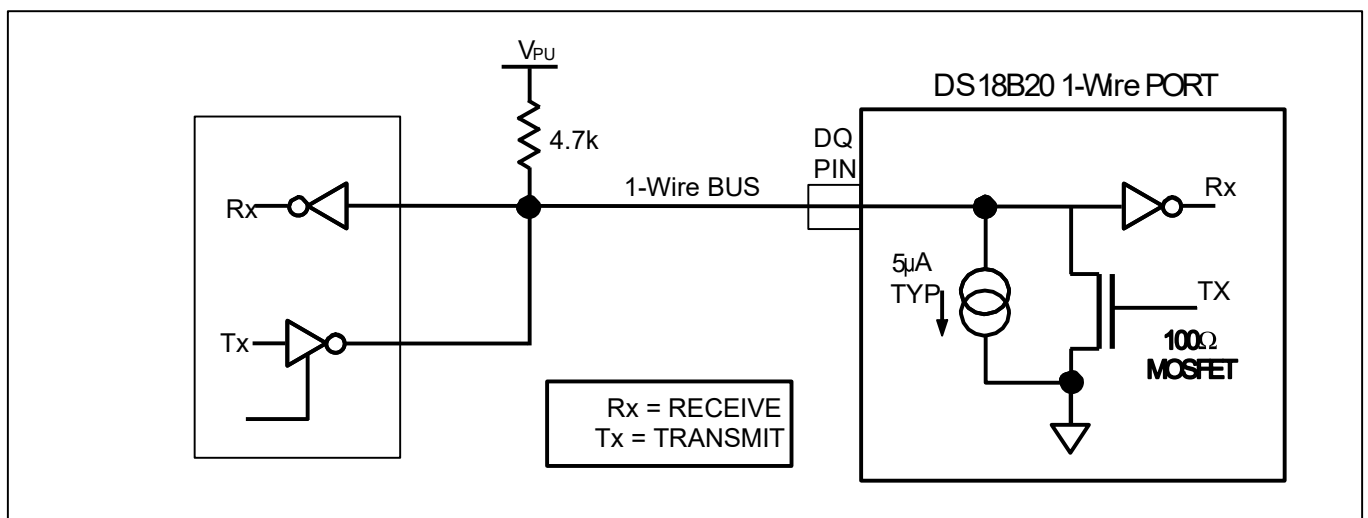 V_PU
DS18B20 1-Wire PORT
4.7k
DQ
PIN
1-Wire BUS
Rx
Rx
5µA
TYP
TX
Tx
100Ω
MOSFET
Rx = RECEIVE
Tx = TRANSMIT